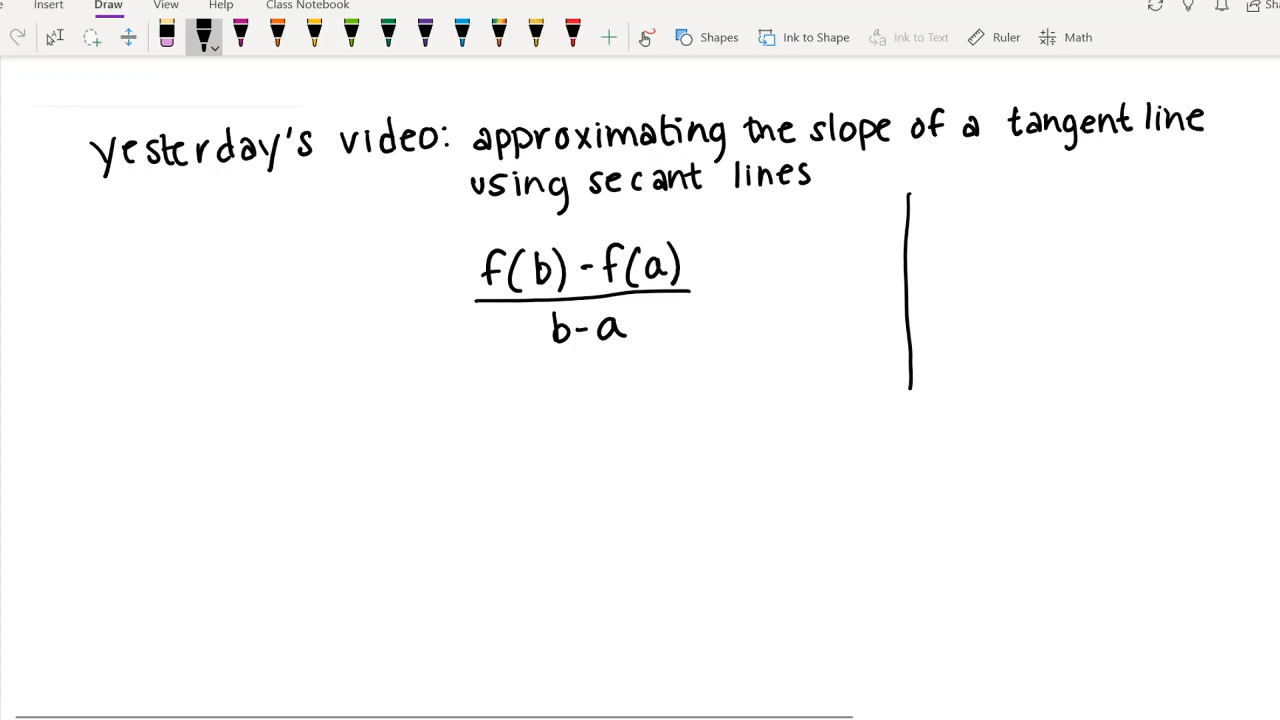 Insert Draw View Help Class Notebook
Shapes Ink to Shape Ink to Text Ruler Math
yesterday's video: approximating the slope of a tangent line
using secant lines
f(b) - f(a)
b - a